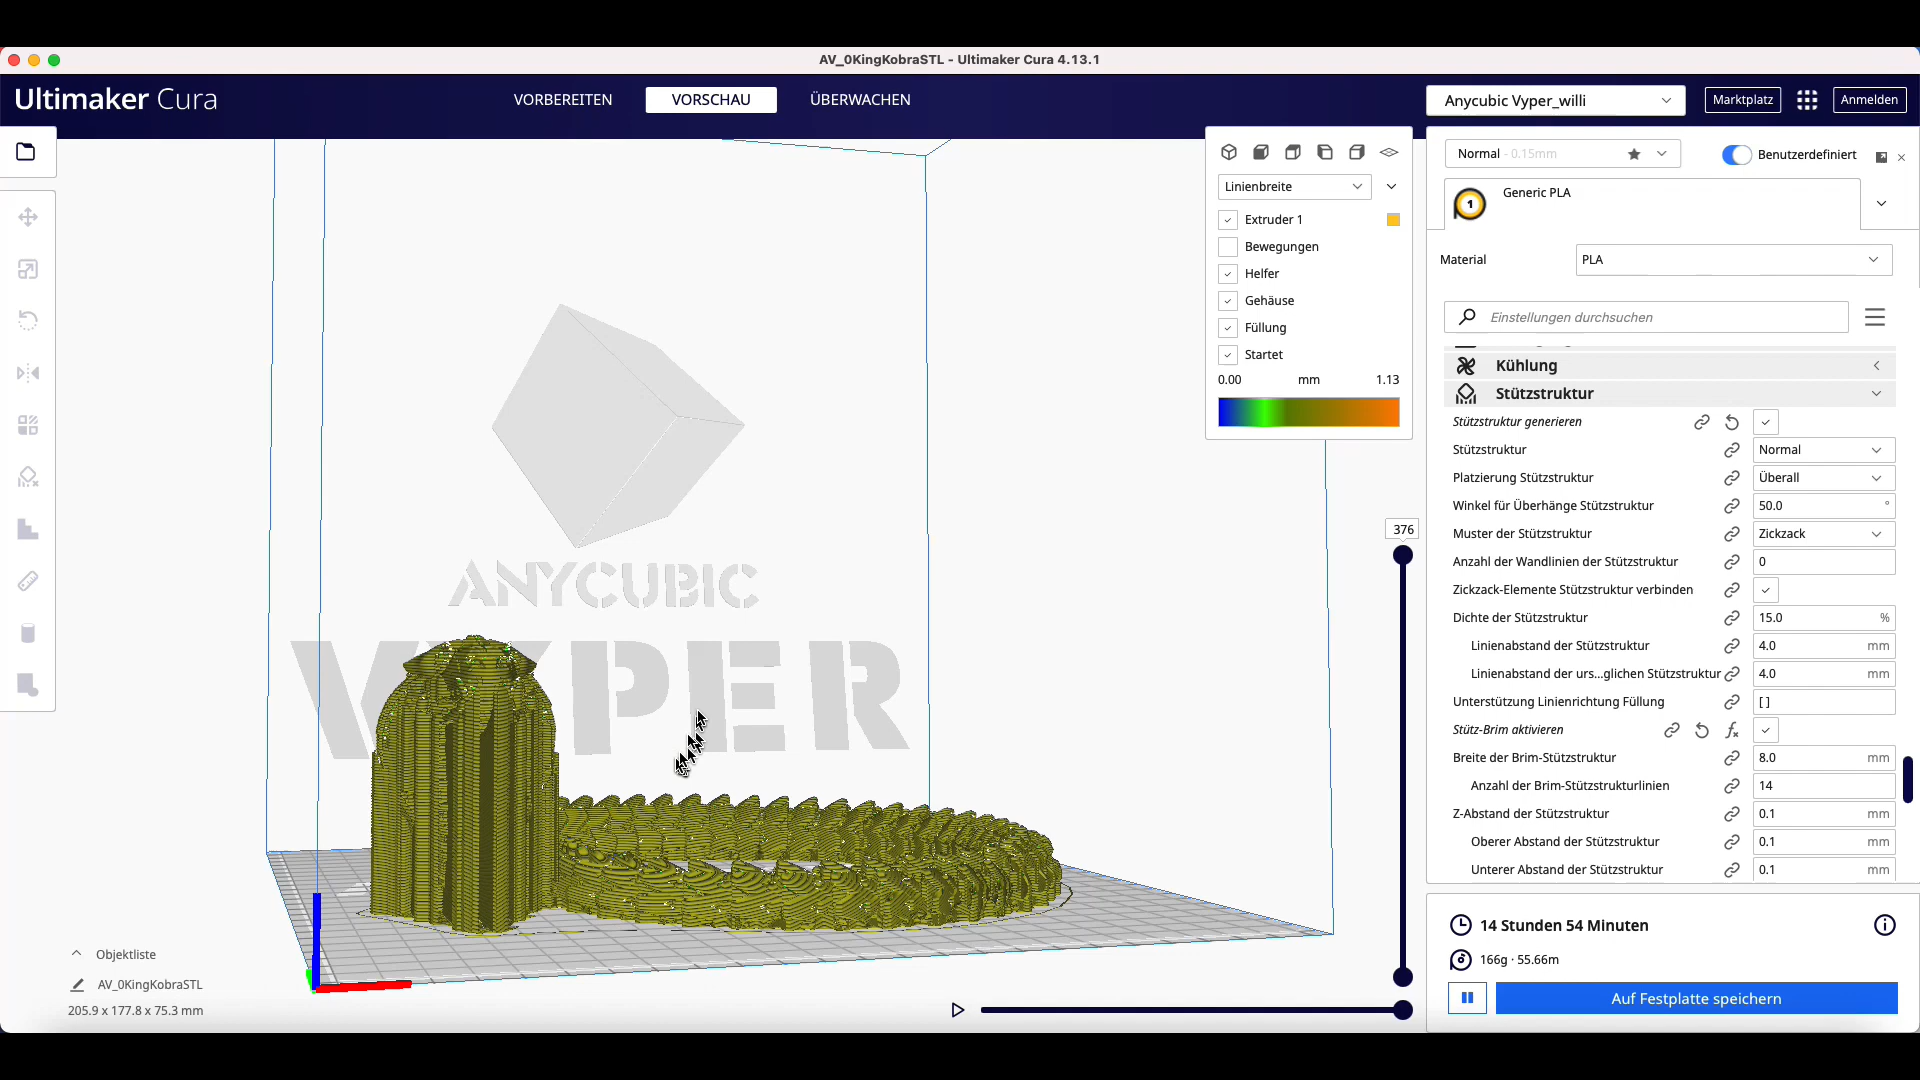 AV_0KingKobraSTL - Ultimaker Cura 4.13.1
Ultimaker Cura
VORBEREITEN
VORSCHAU
ÜBERWACHEN
Anycubic Vyper_willi
Marktplatz
Anmelden
Linienbreite
Extruder 1
Bewegungen
Helfer
Gehäuse
Füllung
Startet
0.00 mm 1.13
Normal - 0.15mm
Benutzerdefiniert
1
Generic PLA
Material
PLA
Einstellungen durchsuchen
Kühlung
Stützstruktur
Stützstruktur generieren
Stützstruktur Normal
Platzierung Stützstruktur Überall
Winkel für Überhänge Stützstruktur 50.0 °
Muster der Stützstruktur Zickzack
Anzahl der Wandlinien der Stützstruktur 0
Zickzack-Elemente Stützstruktur verbinden
Dichte der Stützstruktur 15.0 %
Linienabstand der Stützstruktur 4.0 mm
Linienabstand der urs...glichen Stützstruktur 4.0 mm
Unterstützung Linienrichtung Füllung [ ]
Stütz-Brim aktivieren
Breite der Brim-Stützstruktur 8.0 mm
Anzahl der Brim-Stützstrukturlinien 14
Z-Abstand der Stützstruktur 0.1 mm
Oberer Abstand der Stützstruktur 0.1 mm
Unterer Abstand der Stützstruktur 0.1 mm
376
ANYCUBIC
VYPER
14 Stunden 54 Minuten
166g · 55.66m
Auf Festplatte speichern
Objektliste
AV_0KingKobraSTL
205.9 x 177.8 x 75.3 mm